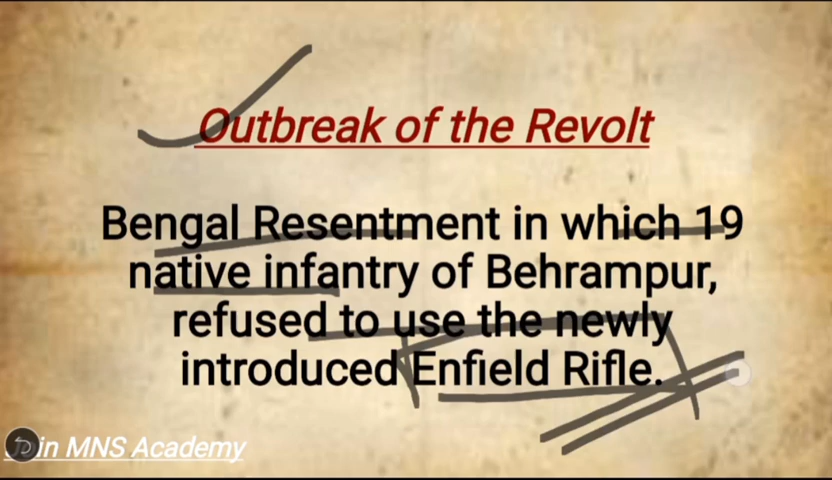 Outbreak of the Revolt
Bengal Resentment in which 19
native infantry of Behrampur,
refused to use the newly
introduced Enfield Rifle.
in MNS Academy